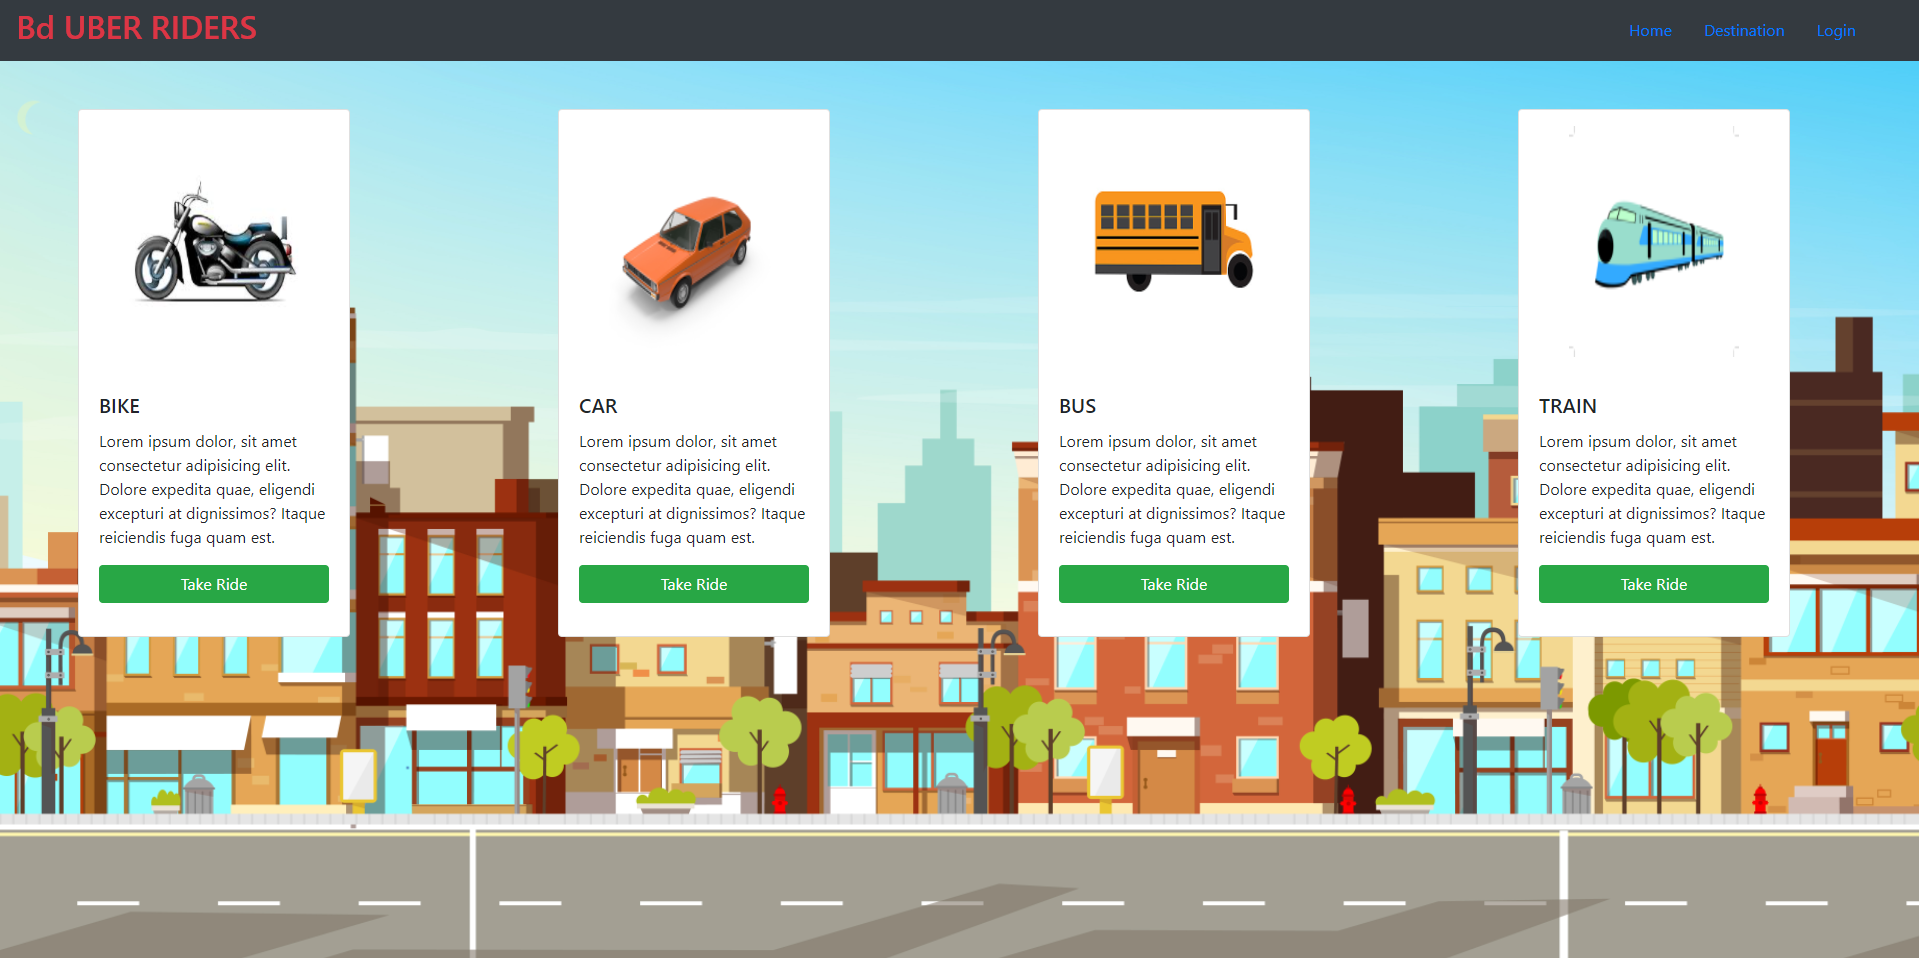 Bd UBER RIDERS
Home Destination Login
BIKE
Lorem ipsum dolor, sit amet
consectetur adipisicing elit.
Dolore expedita quae, eligendi
excepturi at dignissimos? Itaque
reiciendis fuga quam est.
Take Ride
CAR
Lorem ipsum dolor, sit amet
consectetur adipisicing elit.
Dolore expedita quae, eligendi
excepturi at dignissimos? Itaque
reiciendis fuga quam est.
Take Ride
BUS
Lorem ipsum dolor, sit amet
consectetur adipisicing elit.
Dolore expedita quae, eligendi
excepturi at dignissimos? Itaque
reiciendis fuga quam est.
Take Ride
TRAIN
Lorem ipsum dolor, sit amet
consectetur adipisicing elit.
Dolore expedita quae, eligendi
excepturi at dignissimos? Itaque
reiciendis fuga quam est.
Take Ride